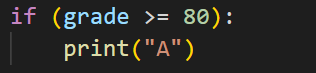 if (grade >= 80):
    print("A")